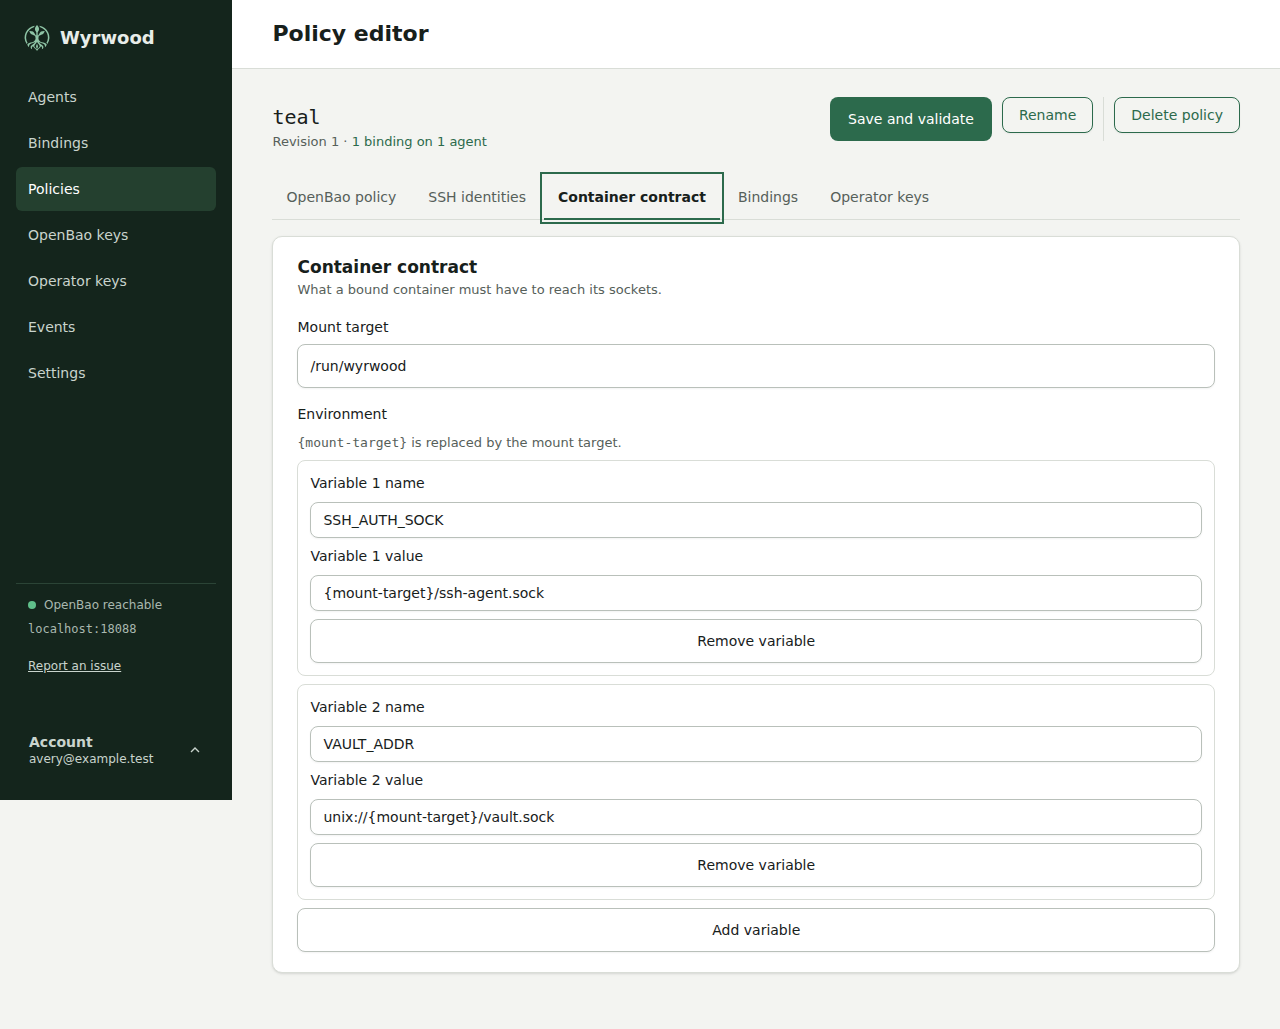 Wyrwood
Agents
Bindings
Policies
OpenBao keys
Operator keys
Events
Settings
OpenBao reachable
localhost:18088
Report an issue
Account
avery@example.test
Policy editor
teal
Revision 1 · 1 binding on 1 agent
Save and validate
Rename
Delete policy
OpenBao policy
SSH identities
Container contract
Bindings
Operator keys
Container contract
What a bound container must have to reach its sockets.
Mount target
/run/wyrwood
Environment
{mount-target} is replaced by the mount target.
Variable 1 name
SSH_AUTH_SOCK
Variable 1 value
{mount-target}/ssh-agent.sock
Remove variable
Variable 2 name
VAULT_ADDR
Variable 2 value
unix://{mount-target}/vault.sock
Remove variable
Add variable